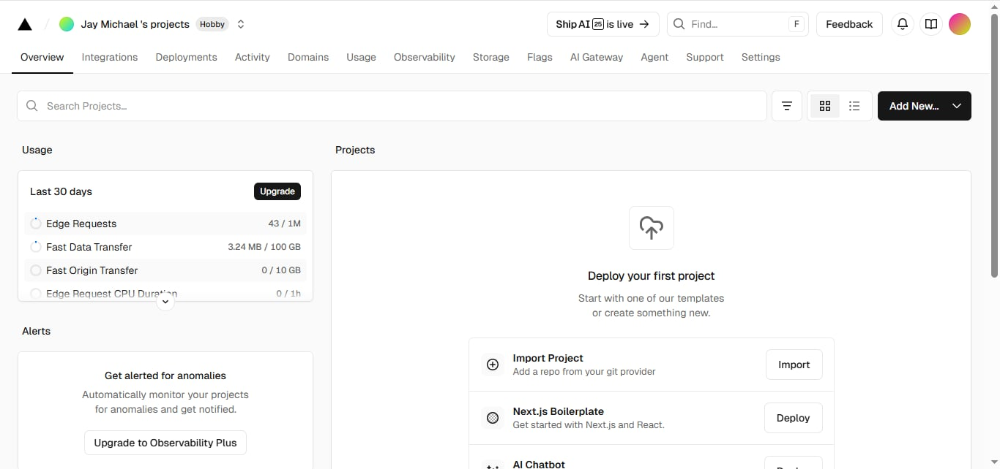 Jay Michael 's projects Hobby
Ship AI 25 is live →
Find… F
Feedback
Overview Integrations Deployments Activity Domains Usage Observability Storage Flags AI Gateway Agent Support Settings
Search Projects…
Add New…
Usage
Last 30 days Upgrade
Edge Requests 43 / 1M
Fast Data Transfer 3.24 MB / 100 GB
Fast Origin Transfer 0 / 10 GB
Edge Request CPU Duration 0 / 1h
Alerts
Get alerted for anomalies
Automatically monitor your projects
for anomalies and get notified.
Upgrade to Observability Plus
Projects
Deploy your first project
Start with one of our templates
or create something new.
Import Project
Add a repo from your git provider
Import
Next.js Boilerplate
Get started with Next.js and React.
Deploy
AI Chatbot